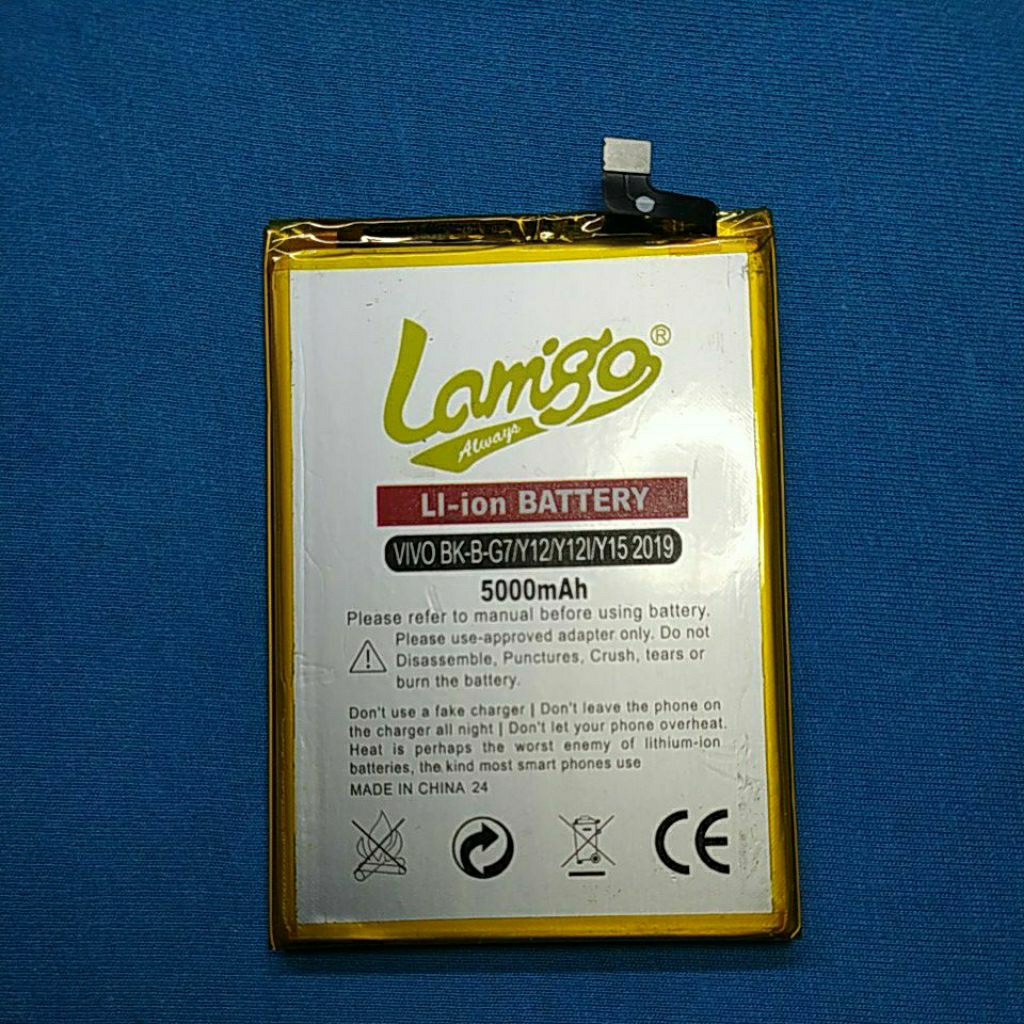 Lamigo®
Always
LI-ion BATTERY
VIVO BK-B-G7/Y12/Y12I/Y15 2019
5000mAh
Please refer to manual before using battery.
Please use-approved adapter only. Do not
Disassemble, Punctures, Crush, tears or
burn the battery.
Don't use a fake charger | Don't leave the phone on
the charger all night | Don't let your phone overheat.
Heat is perhaps the worst enemy of lithium-ion
batteries, the kind most smart phones use
MADE IN CHINA 24
CE